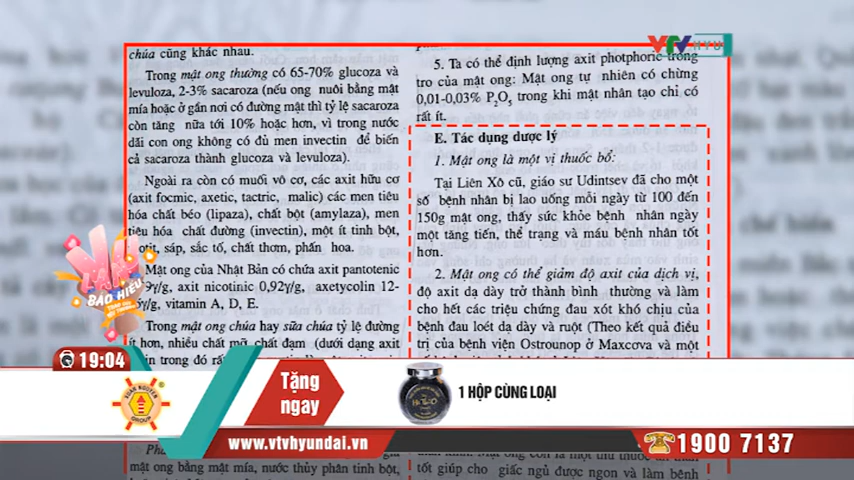 chúa cũng khác nhau.
Trong mật ong thường có 65-70% glucoza và
levuloza, 2-3% sacaroza (nếu ong nuôi bằng mật
mía hoặc ở gần nơi có đường mật thì tỷ lệ sacaroza
còn tăng nữa tới 10% hoặc hơn, vì trong nước
dãi con ong không có đủ men invectin để biến
cả sacaroza thành glucoza và levuloza).
Ngoài ra còn có muối vô cơ, các axit hữu cơ
(axit focmic, axetic, tactric, malic) các men tiêu
hóa chất béo (lipaza), chất bột (amylaza), men
tiêu hóa chất đường (invectin), một ít tinh bột,
sáp, sắc tố, chất thơm, phấn hoa.
Mật ong của Nhật Bản có chứa axit pantotenic
γ/g, axit nicotinic 0,92γ/g, axetycolin 12-
γ/g, vitamin A, D, E.
Trong mật ong chúa hay sữa chúa tỷ lệ đường
ít hơn, nhiều chất mỡ, chất đạm (dưới dạng axit
trong đó
ong bằng mật mía, nước thủy phân tinh bột,
5. Ta có thể định lượng axit photphoric trong
tro của mật ong: Mật ong tự nhiên có chừng
0,01-0,03% P₂O₅ trong khi mật nhân tạo chỉ có
rất ít.
E. Tác dụng dược lý
1. Mật ong là một vị thuốc bổ:
Tại Liên Xô cũ, giáo sư Udintsev đã cho một
số bệnh nhân bị lao uống mỗi ngày từ 100 đến
150g mật ong, thấy sức khỏe bệnh nhân ngày
một tăng tiến, thể trạng và máu bệnh nhân tốt
hơn.
2. Mật ong có thể giảm độ axit của dịch vị,
độ axit dạ dày trở thành bình thường và làm
cho hết các triệu chứng đau xót khó chịu của
bệnh đau loét dạ dày và ruột (Theo kết quả điều
trị của bệnh viện Ostrounop ở Maxcơva và một
tốt giúp cho giấc ngủ được ngon và làm bệnh
VTV HYU
BẢO HIỂU
19:04
XUAN NGUYEN
GROUP
Tặng
ngay
1 HỘP CÙNG LOẠI
www.vtvhyundai.vn
1900 7137